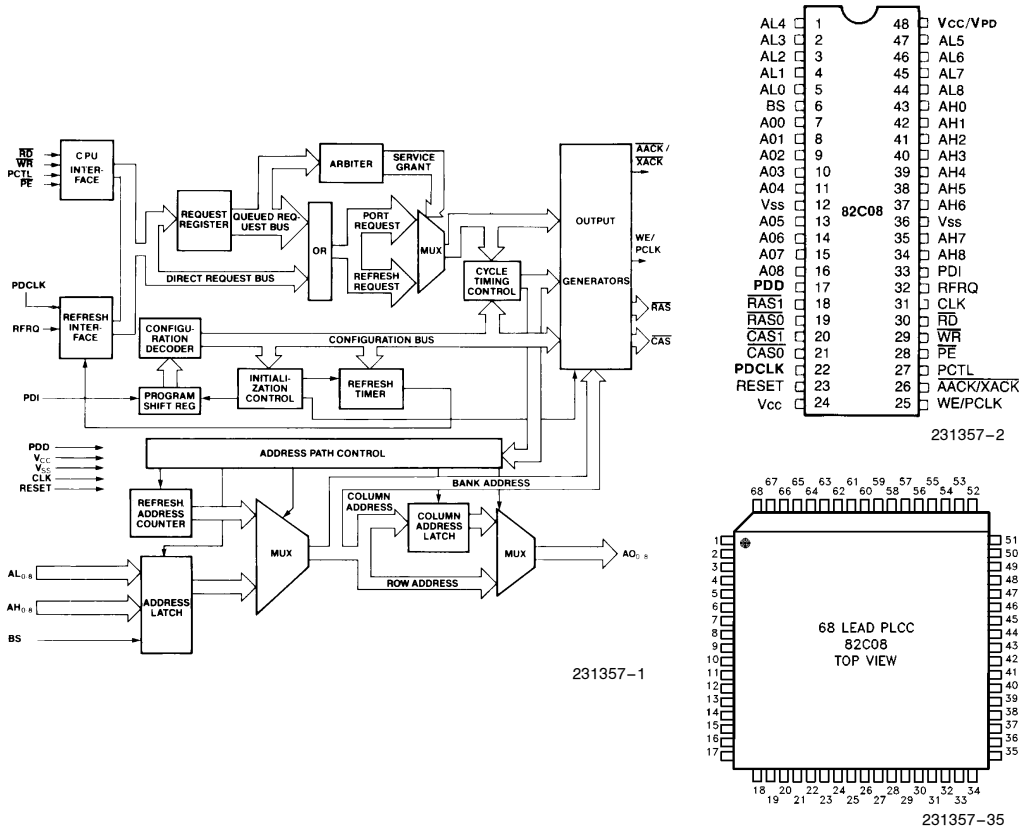 RD
WR
PCTL
PE
CPU
INTER-
FACE
PDCLK
RFRQ
REFRESH
INTER-
FACE
PDI
REQUEST
REGISTER
QUEUED REQ-
UEST BUS
DIRECT REQUEST BUS
ARBITER
SERVICE
GRANT
OR
PORT
REQUEST
REFRESH
REQUEST
MUX
CYCLE
TIMING
CONTROL
OUTPUT
GENERATORS
AACK /
XACK
WE/
PCLK
RAS
CAS
CONFIGU-
RATION
DECODER
CONFIGURATION BUS
PROGRAM
SHIFT REG
INITIALI-
ZATION
CONTROL
REFRESH
TIMER
PDD
VCC
VSS
CLK
RESET
ADDRESS PATH CONTROL
BANK ADDRESS
REFRESH
ADDRESS
COUNTER
MUX
COLUMN
ADDRESS
COLUMN
ADDRESS
LATCH
MUX
AO0-8
ROW ADDRESS
AL0-8
AH0-8
BS
ADDRESS
LATCH
231357–1
82C08
AL4 1 48 VCC/VPD
AL3 2 47 AL5
AL2 3 46 AL6
AL1 4 45 AL7
AL0 5 44 AL8
BS 6 43 AH0
A00 7 42 AH1
A01 8 41 AH2
A02 9 40 AH3
A03 10 39 AH4
A04 11 38 AH5
Vss 12 37 AH6
A05 13 36 Vss
A06 14 35 AH7
A07 15 34 AH8
A08 16 33 PDI
PDD 17 32 RFRQ
RAS1 18 31 CLK
RAS0 19 30 RD
CAS1 20 29 WR
CAS0 21 28 PE
PDCLK 22 27 PCTL
RESET 23 26 AACK/XACK
Vcc 24 25 WE/PCLK
231357–2
67 65 63 61 59 57 55 53
68 66 64 62 60 58 56 54 52
1 51
2 50
3 49
4 48
5 47
6 46
7 45
8 44
9 43
10 42
11 41
12 40
13 39
14 38
15 37
16 36
17 35
68 LEAD PLCC
82C08
TOP VIEW
18 20 22 24 26 28 30 32 34
19 21 23 25 27 29 31 33
231357–35